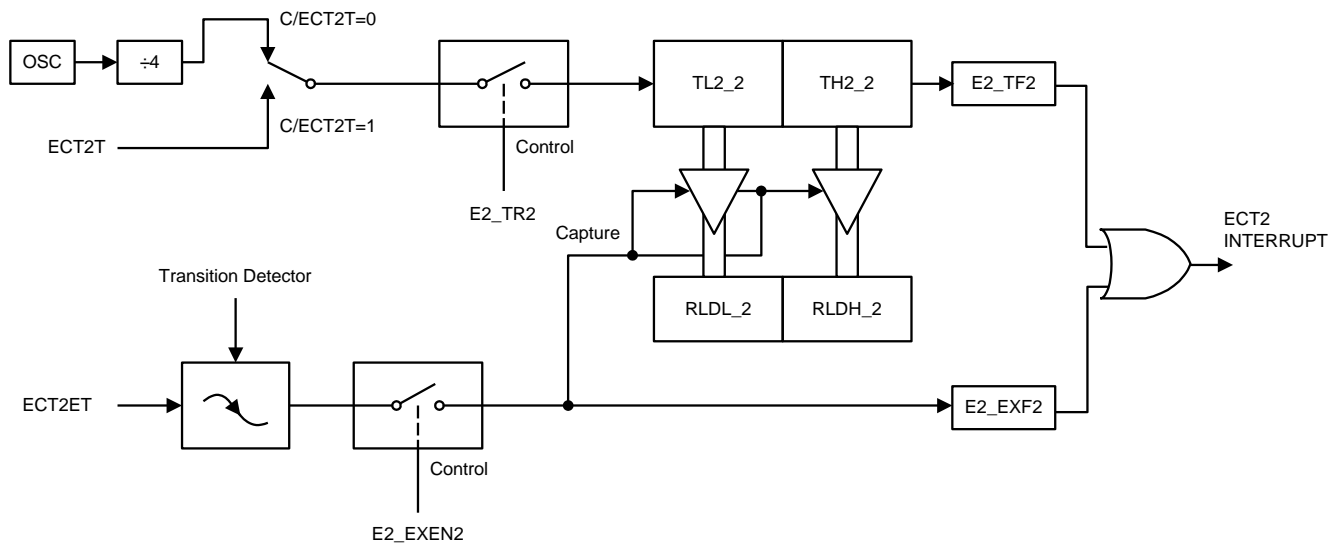 C/ECT2T=0
OSC
÷4
TL2_2
TH2_2
E2_TF2
C/ECT2T=1
ECT2T
Control
E2_TR2
Capture
ECT2
INTERRUPT
Transition Detector
RLDL_2
RLDH_2
ECT2ET
E2_EXF2
Control
E2_EXEN2